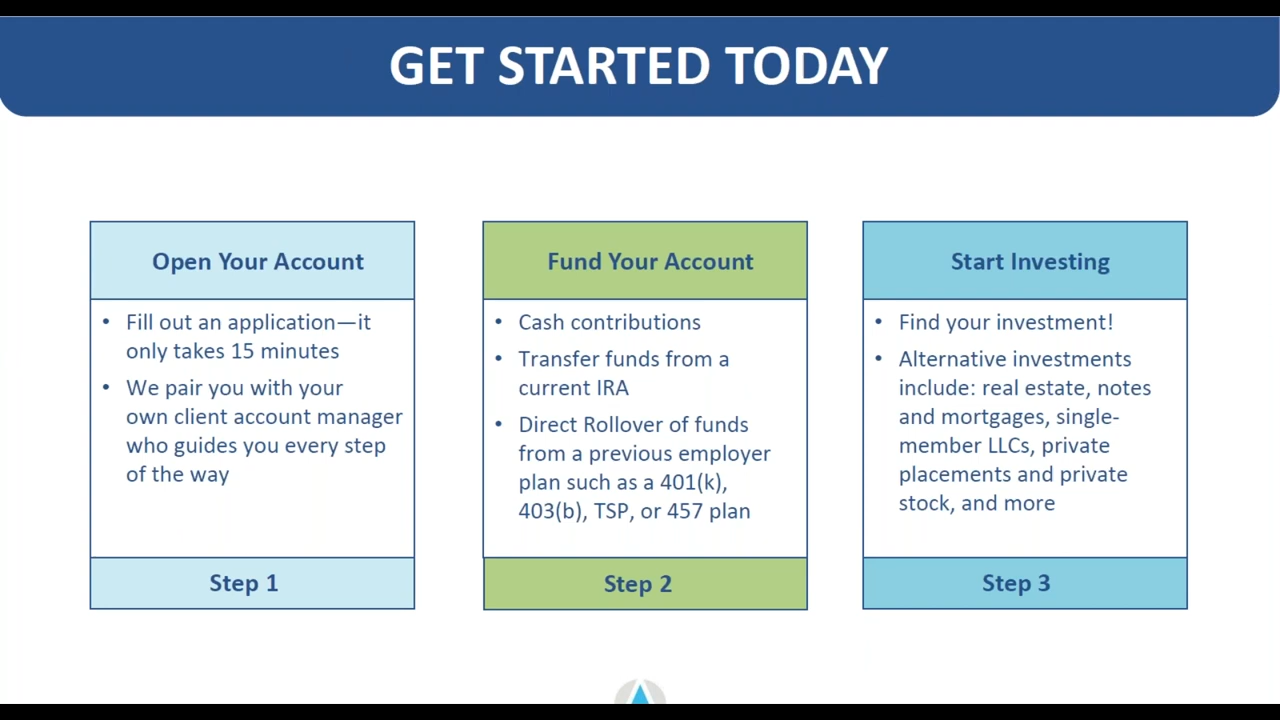 GET STARTED TODAY
Open Your Account
• Fill out an application—it
only takes 15 minutes
• We pair you with your
own client account manager
who guides you every step
of the way
Step 1
Fund Your Account
• Cash contributions
• Transfer funds from a
current IRA
• Direct Rollover of funds
from a previous employer
plan such as a 401(k),
403(b), TSP, or 457 plan
Step 2
Start Investing
• Find your investment!
• Alternative investments
include: real estate, notes
and mortgages, single-
member LLCs, private
placements and private
stock, and more
Step 3